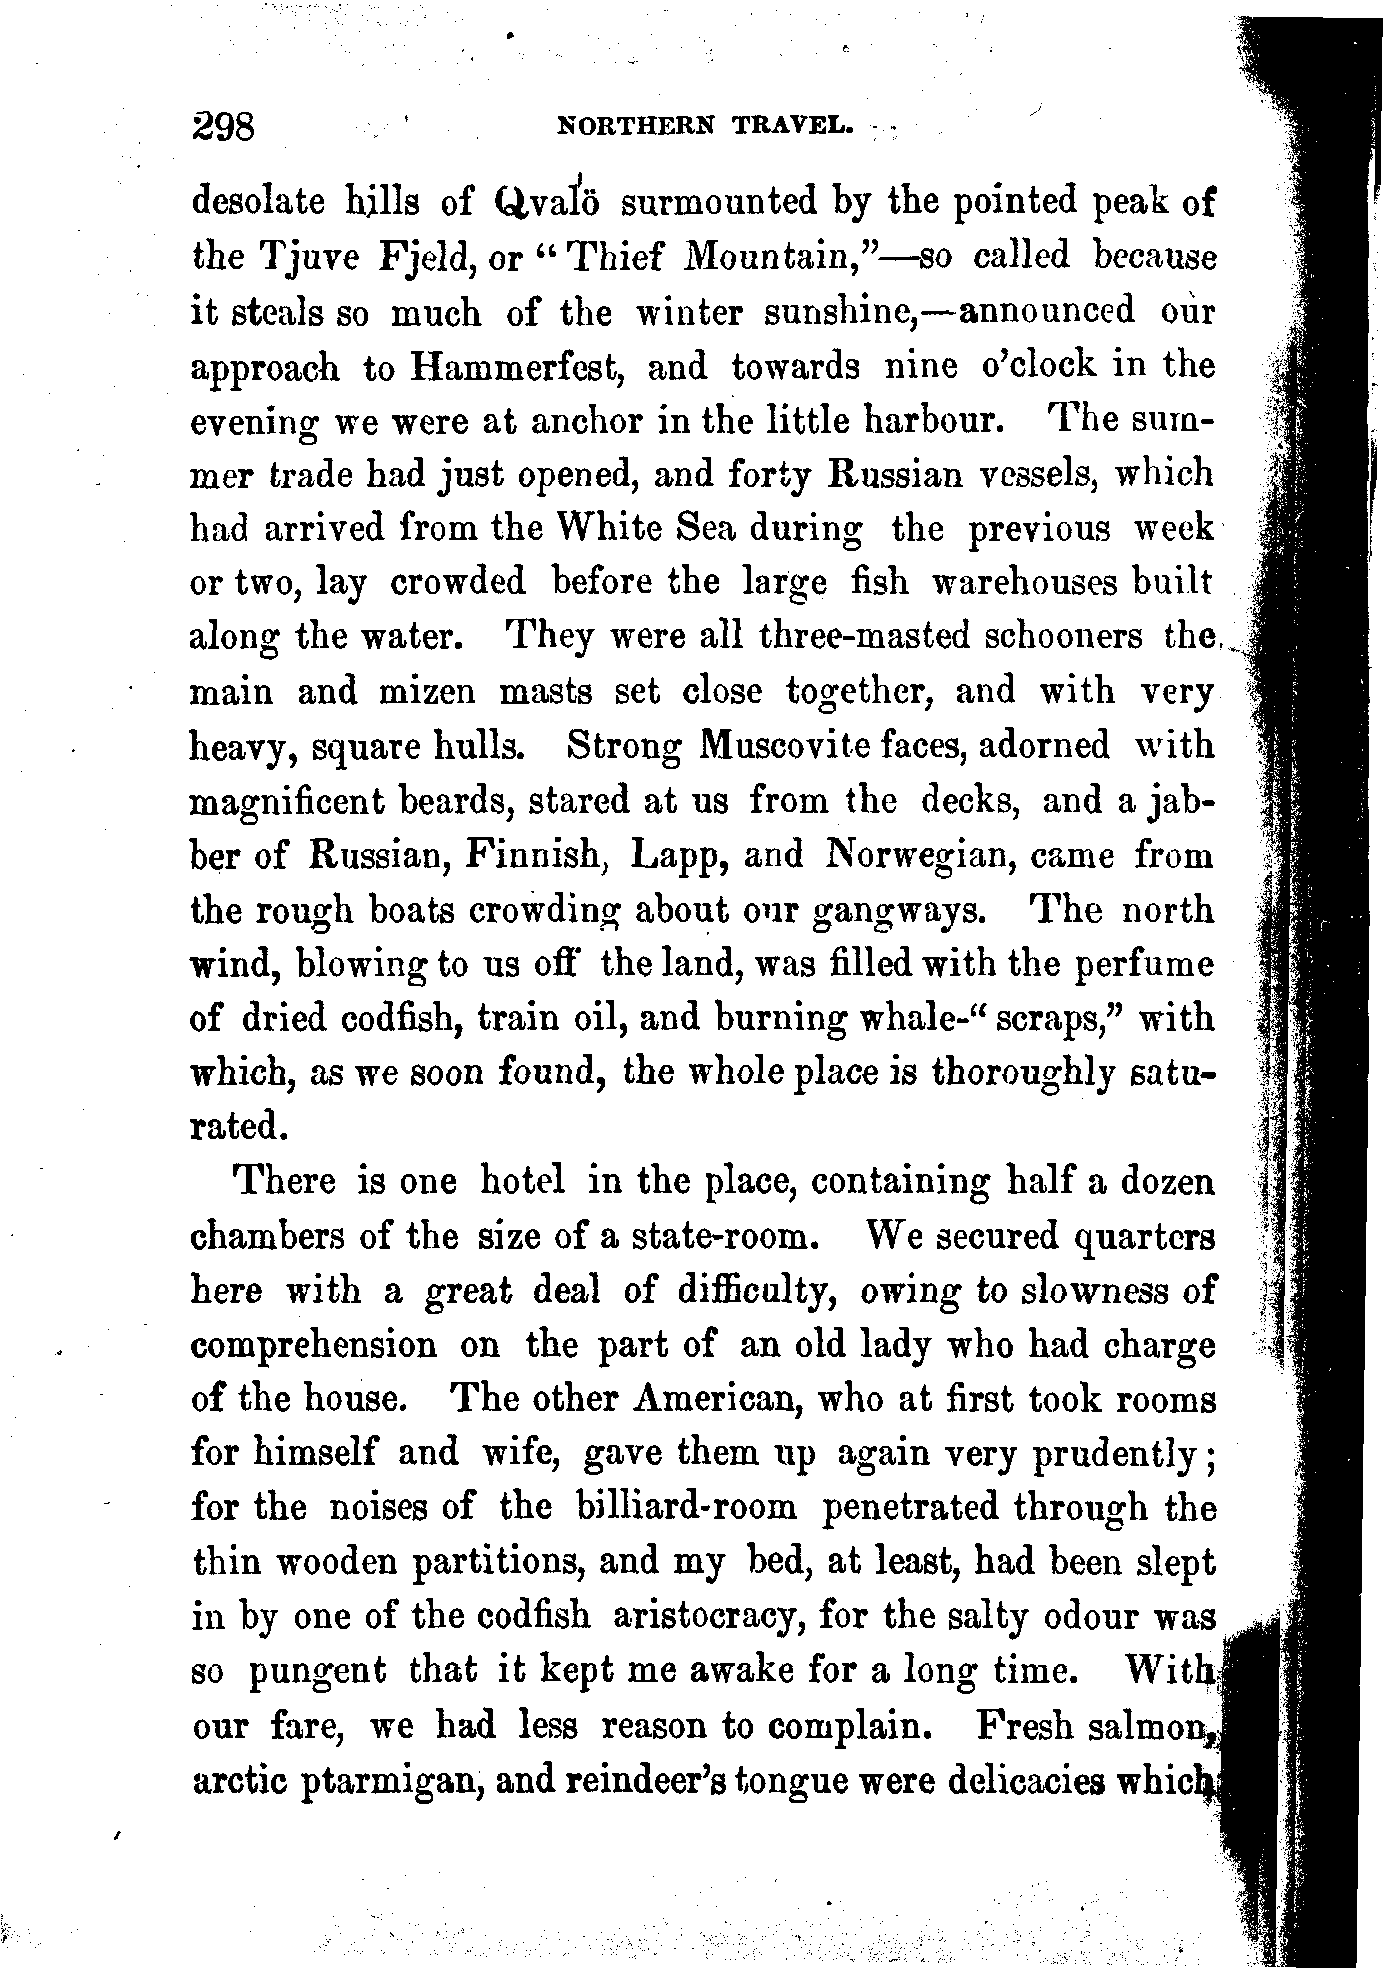 298 NORTHERN TRAVEL.
desolate hills of Qvalö surmounted by the pointed peak of
the Tjuve Fjeld, or “Thief Mountain,”—so called because
it steals so much of the winter sunshine,—announced our
approach to Hammerfest, and towards nine o’clock in the
evening we were at anchor in the little harbour. The sum-
mer trade had just opened, and forty Russian vessels, which
had arrived from the White Sea during the previous week
or two, lay crowded before the large fish warehouses built
along the water. They were all three-masted schooners the
main and mizen masts set close together, and with very
heavy, square hulls. Strong Muscovite faces, adorned with
magnificent beards, stared at us from the decks, and a jab-
ber of Russian, Finnish, Lapp, and Norwegian, came from
the rough boats crowding about our gangways. The north
wind, blowing to us off the land, was filled with the perfume
of dried codfish, train oil, and burning whale-“scraps,” with
which, as we soon found, the whole place is thoroughly satu-
rated.
There is one hotel in the place, containing half a dozen
chambers of the size of a state-room. We secured quarters
here with a great deal of difficulty, owing to slowness of
comprehension on the part of an old lady who had charge
of the house. The other American, who at first took rooms
for himself and wife, gave them up again very prudently;
for the noises of the billiard-room penetrated through the
thin wooden partitions, and my bed, at least, had been slept
in by one of the codfish aristocracy, for the salty odour was
so pungent that it kept me awake for a long time. With
our fare, we had less reason to complain. Fresh salmon,
arctic ptarmigan, and reindeer’s tongue were delicacies which